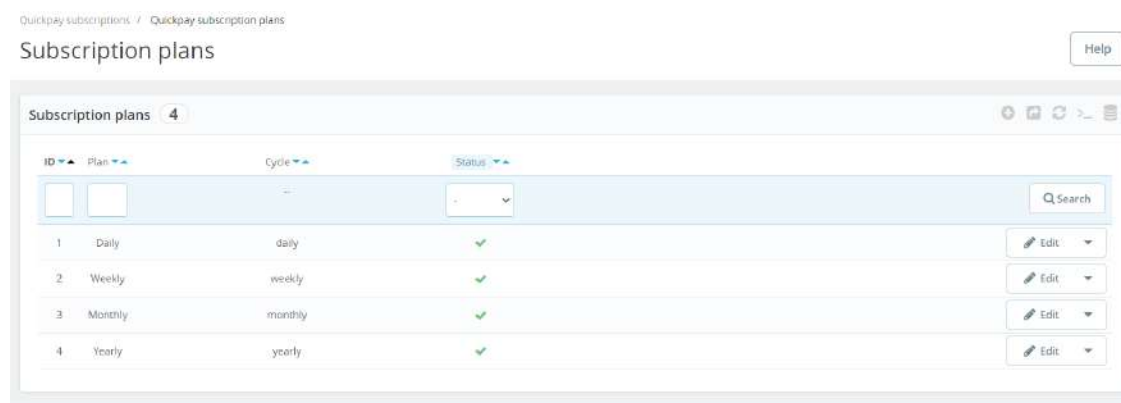 Quickpay subscriptions / Quickpay subscription plans
Subscription plans
Help
Subscription plans 4
ID Plan Cycle Status
-- - Search
1 Daily daily Edit
2 Weekly weekly Edit
3 Monthly monthly Edit
4 Yearly yearly Edit